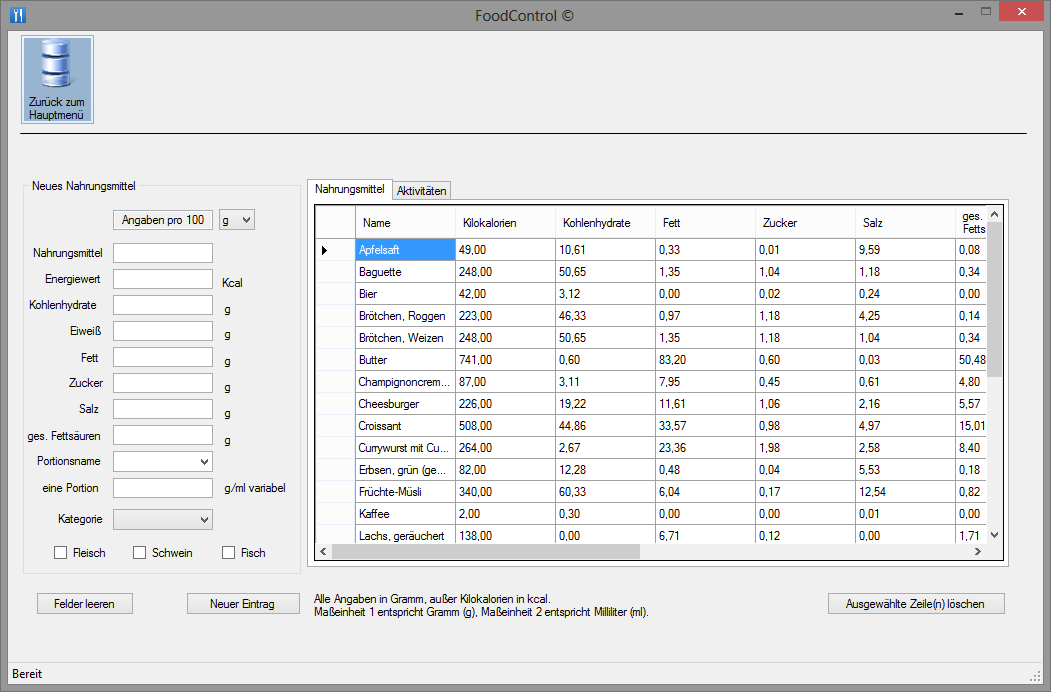 FoodControl ©
Zurück zum
Hauptmenü
Neues Nahrungsmittel
Angaben pro 100 g
Nahrungsmittel
Energiewert Kcal
Kohlenhydrate g
Eiweiß g
Fett g
Zucker g
Salz g
ges. Fettsäuren g
Portionsname
eine Portion g/ml variabel
Kategorie
Fleisch Schwein Fisch
Felder leeren Neuer Eintrag
Nahrungsmittel Aktivitäten
Name Kilokalorien Kohlenhydrate Fett Zucker Salz ges. Fetts
Apfelsaft 49,00 10,61 0,33 0,01 9,59 0,08
Baguette 248,00 50,65 1,35 1,04 1,18 0,34
Bier 42,00 3,12 0,00 0,02 0,24 0,00
Brötchen, Roggen 223,00 46,33 0,97 1,18 4,25 0,14
Brötchen, Weizen 248,00 50,65 1,35 1,18 1,04 0,34
Butter 741,00 0,60 83,20 0,60 0,03 50,48
Champignoncrem... 87,00 3,11 7,95 0,45 0,61 4,80
Cheesburger 226,00 19,22 11,61 1,06 2,16 5,57
Croissant 508,00 44,86 33,57 0,98 4,97 15,01
Currywurst mit Cu... 264,00 2,67 23,36 1,98 2,58 8,40
Erbsen, grün (ge... 82,00 12,28 0,48 0,04 5,53 0,18
Früchte-Müsli 340,00 60,33 6,04 0,17 12,54 0,82
Kaffee 2,00 0,30 0,00 0,00 0,01 0,00
Lachs, geräuchert 138,00 0,00 6,71 0,12 0,00 1,71
Alle Angaben in Gramm, außer Kilokalorien in kcal.
Maßeinheit 1 entspricht Gramm (g), Maßeinheit 2 entspricht Milliliter (ml).
Ausgewählte Zeile(n) löschen
Bereit